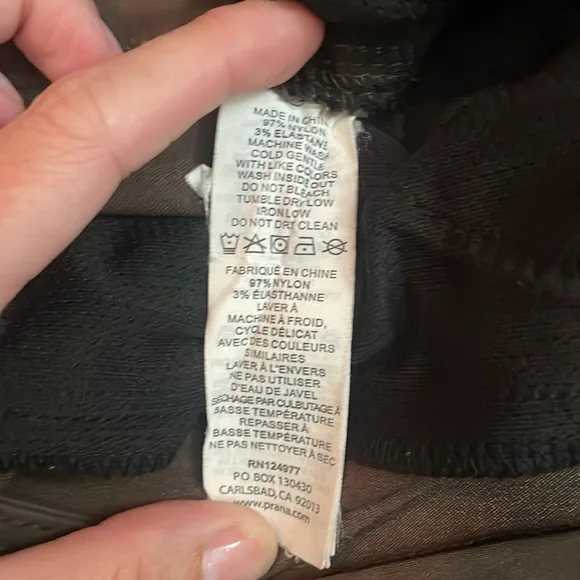 MADE IN CHIN
97% NYLON
3% ELASTANE
MACHINE WASH
COLD GENTLE
WITH LIKE COLORS
WASH INSIDE OUT
DO NOT BLEACH
TUMBLE DRY LOW
IRON LOW
DO NOT DRY CLEAN
FABRIQUÉ EN CHINE
97% NYLON
3% ÉLASTHANNE
LAVER À
MACHINE À FROID,
CYCLE DÉLICAT
AVEC DES COULEURS
SIMILAIRES
LAVER À L'ENVERS
NE PAS UTILISER
D'EAU DE JAVEL
SÉCHAGE PAR CULBUTAGE À
BASSE TEMPÉRATURE
REPASSER À
BASSE TEMPÉRATURE
NE PAS NETTOYER À SEC
RN124977
PO BOX 130430
CARLSBAD, CA 92013
www.prana.com